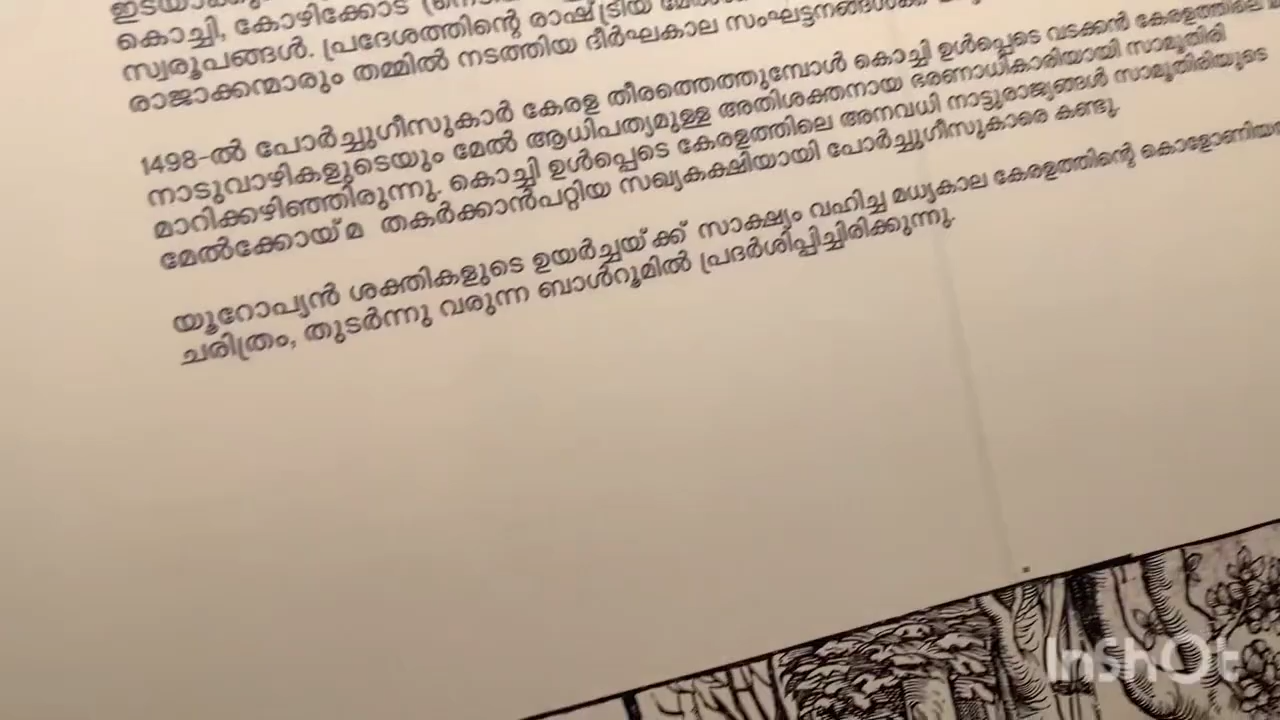 കൊച്ചി, കോഴിക്കോട്
സ്വരൂപങ്ങൾ. പ്രദേശത്തിന്റെ രാഷ്ട്രീയ
രാജാക്കന്മാരും തമ്മിൽ നടത്തിയ ദീർഘകാല സംഘട്ടനങ്ങൾക്ക്
1498-ൽ പോർച്ചുഗീസുകാർ കേരള തീരത്തെത്തുമ്പോൾ കൊച്ചി ഉൾപ്പെടെ വടക്കൻ കേരളത്തിലെ
നാടുവാഴികളുടെയും മേൽ ആധിപത്യമുള്ള അതിശക്തനായ ഭരണാധികാരിയായി സാമൂതിരി
മാറിക്കഴിഞ്ഞിരുന്നു. കൊച്ചി ഉൾപ്പെടെ കേരളത്തിലെ അനവധി നാട്ടുരാജ്യങ്ങൾ സാമൂതിരിയുടെ
മേൽക്കോയ്മ തകർക്കാൻപറ്റിയ സഖ്യകക്ഷിയായി പോർച്ചുഗീസുകാരെ കണ്ടു.
യൂറോപ്യൻ ശക്തികളുടെ ഉയർച്ചയ്ക്ക് സാക്ഷ്യം വഹിച്ച മധ്യകാല കേരളത്തിന്റെ
ചരിത്രം, തുടർന്നു വരുന്ന ബാൾറൂമിൽ പ്രദർശിപ്പിച്ചിരിക്കുന്നു.
InShOt